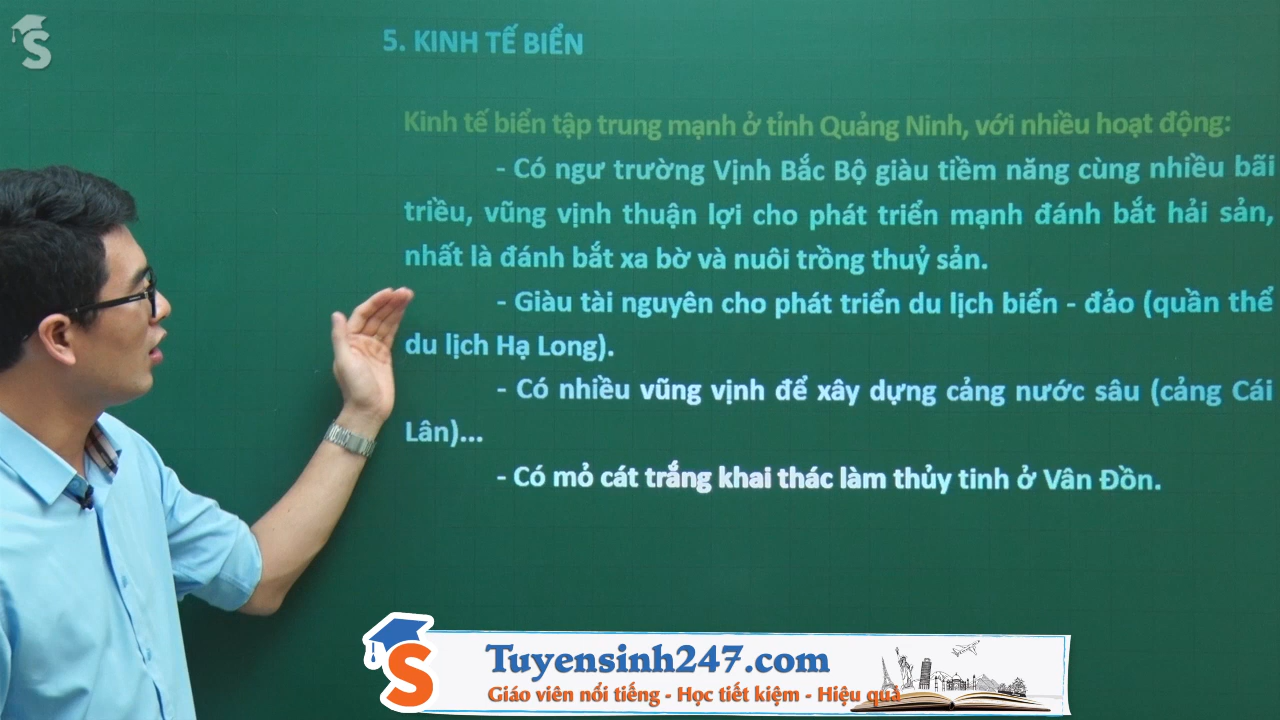 5. KINH TẾ BIỂN
Kinh tế biển tập trung mạnh ở tỉnh Quảng Ninh, với nhiều hoạt động:
- Có ngư trường Vịnh Bắc Bộ giàu tiềm năng cùng nhiều bãi
triều, vũng vịnh thuận lợi cho phát triển mạnh đánh bắt hải sản,
nhất là đánh bắt xa bờ và nuôi trồng thuỷ sản.
- Giàu tài nguyên cho phát triển du lịch biển - đảo (quần thể
du lịch Hạ Long).
- Có nhiều vũng vịnh để xây dựng cảng nước sâu (cảng Cái
Lân)...
- Có mỏ cát trắng khai thác làm thủy tinh ở Vân Đồn.
S
S
Tuyensinh247.com
Giáo viên nổi tiếng - Học tiết kiệm - Hiệu quả